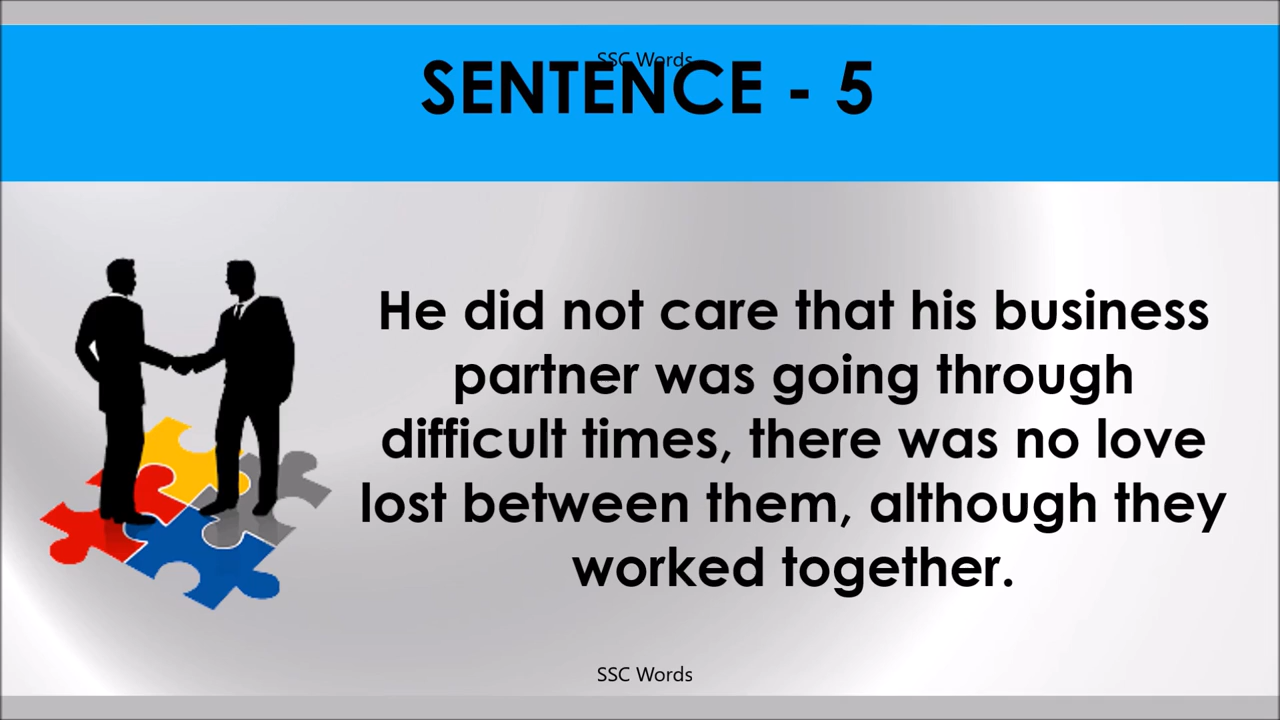 SSC Words
SENTENCE - 5
He did not care that his business
partner was going through
difficult times, there was no love
lost between them, although they
worked together.
SSC Words